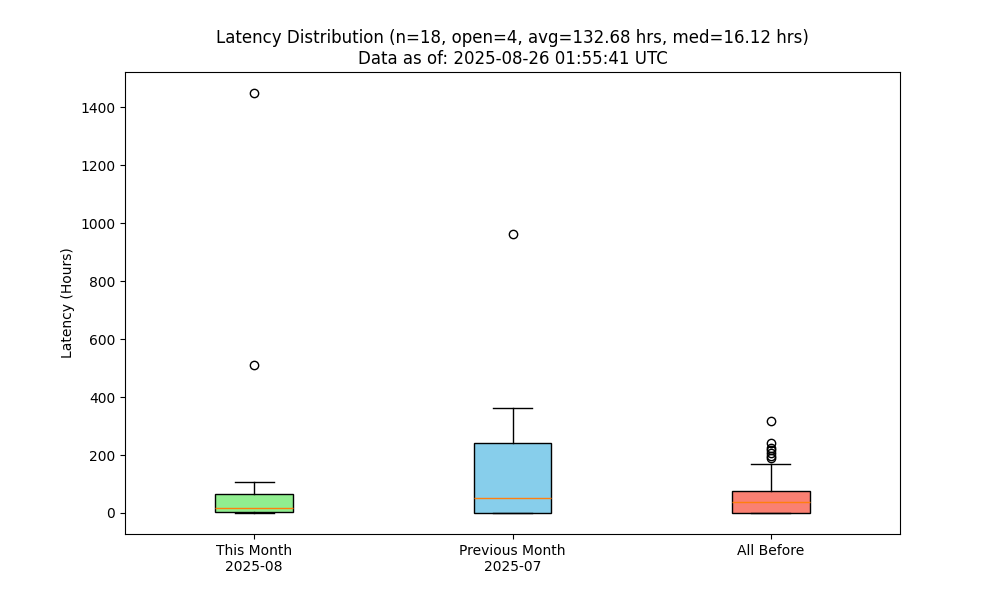 Latency Distribution (n=18, open=4, avg=132.68 hrs, med=16.12 hrs)
Data as of: 2025-08-26 01:55:41 UTC
Latency (Hours)
1400
1200
1000
800
600
400
200
0
This Month
2025-08
Previous Month
2025-07
All Before